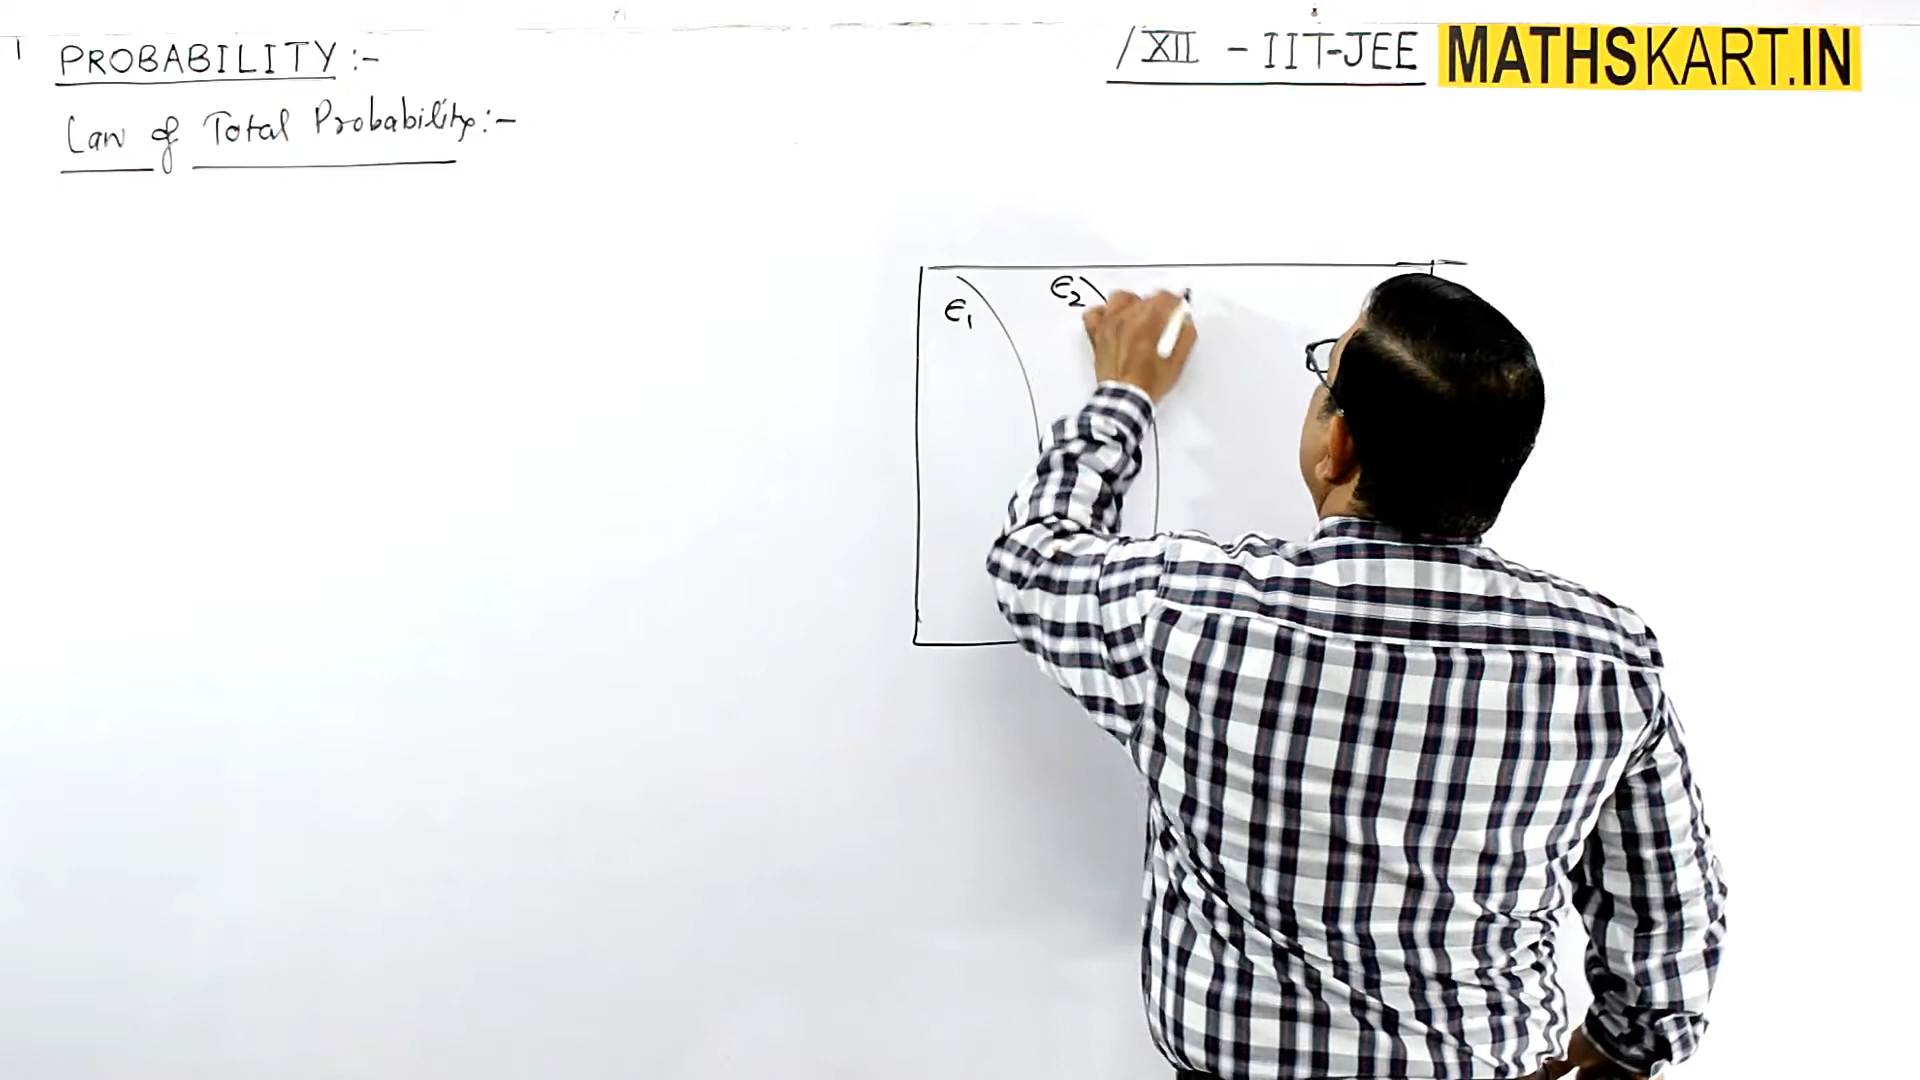 PROBABILITY :-
/XII - IIT-JEE MATHSKART.IN
Law of Total Probability :-
E1
E2